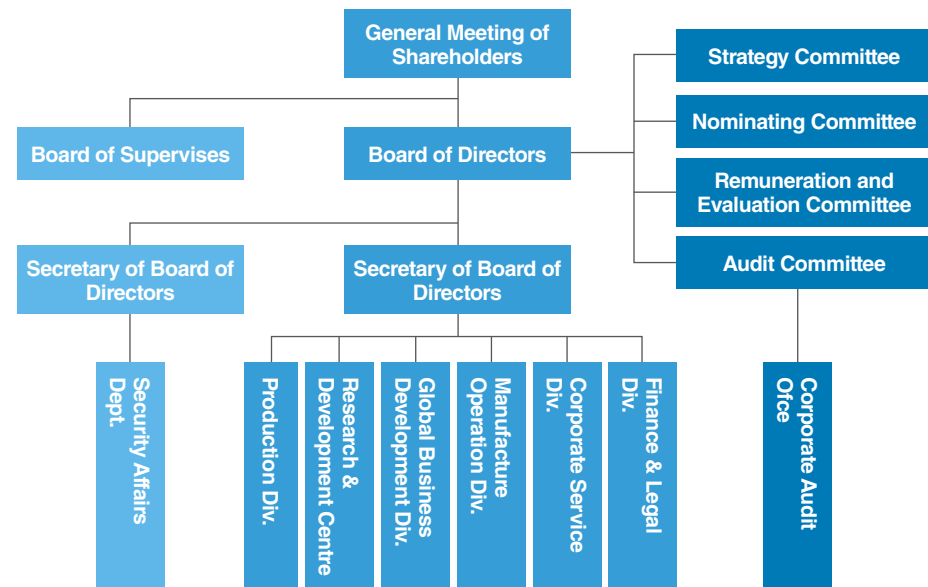 General Meeting of
Shareholders
Strategy Committee
Nominating Committee
Board of Supervises
Board of Directors
Remuneration and
Evaluation Committee
Audit Committee
Secretary of Board of
Directors
Secretary of Board of
Directors
Security Affairs
Dept.
Production Div.
Research &
Development Centre
Global Business
Development Div.
Manufacture
Operation Div.
Corporate Service
Div.
Finance & Legal
Div.
Corporate Audit
Ofce